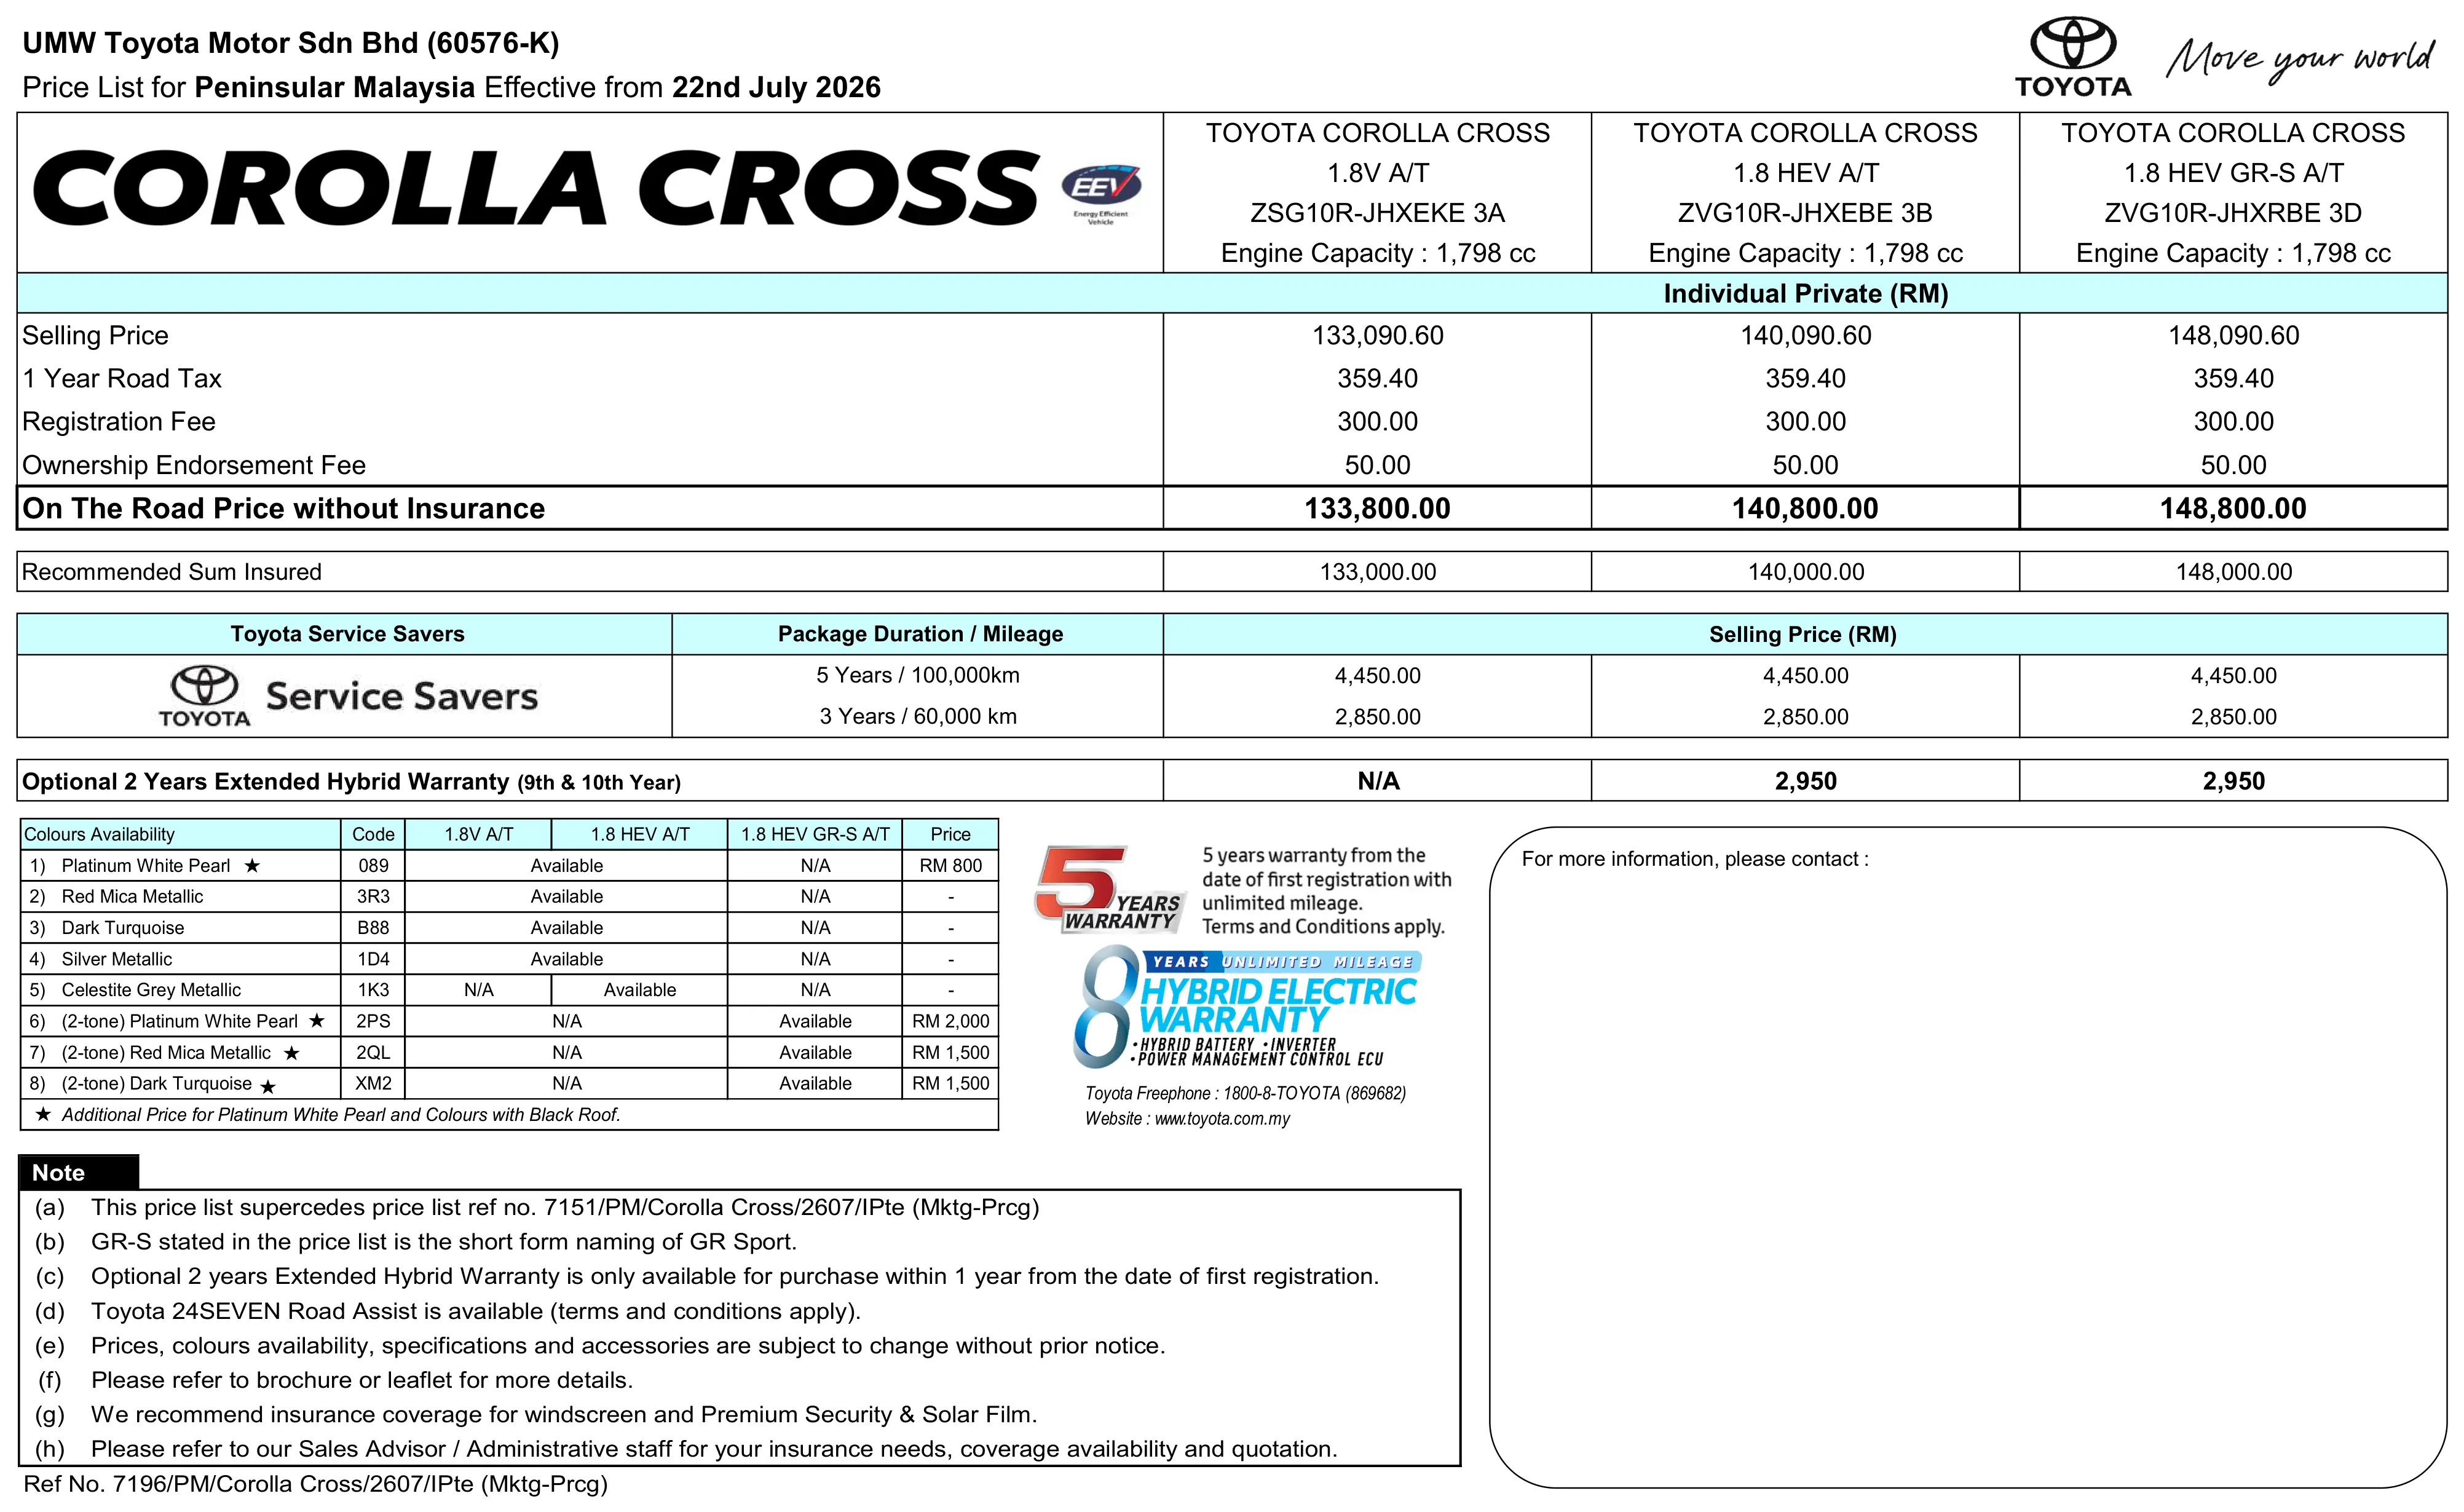 UMW Toyota Motor Sdn Bhd (60576-K)
Price List for Peninsular Malaysia Effective from 22nd July 2026
TOYOTA
Move your world
COROLLA CROSS
EEV
Energy Efficient
Vehicle
TOYOTA COROLLA CROSS
1.8V A/T
ZSG10R-JHXEKE 3A
Engine Capacity : 1,798 cc
TOYOTA COROLLA CROSS
1.8 HEV A/T
ZVG10R-JHXEBE 3B
Engine Capacity : 1,798 cc
TOYOTA COROLLA CROSS
1.8 HEV GR-S A/T
ZVG10R-JHXRBE 3D
Engine Capacity : 1,798 cc
Individual Private (RM)
Selling Price 133,090.60 140,090.60 148,090.60
1 Year Road Tax 359.40 359.40 359.40
Registration Fee 300.00 300.00 300.00
Ownership Endorsement Fee 50.00 50.00 50.00
On The Road Price without Insurance 133,800.00 140,800.00 148,800.00
Recommended Sum Insured 133,000.00 140,000.00 148,000.00
Toyota Service Savers Package Duration / Mileage Selling Price (RM)
TOYOTA Service Savers
5 Years / 100,000km 4,450.00 4,450.00 4,450.00
3 Years / 60,000 km 2,850.00 2,850.00 2,850.00
Optional 2 Years Extended Hybrid Warranty (9th & 10th Year) N/A 2,950 2,950
Colours Availability Code 1.8V A/T 1.8 HEV A/T 1.8 HEV GR-S A/T Price
1) Platinum White Pearl ★ 089 Available N/A RM 800
2) Red Mica Metallic 3R3 Available N/A -
3) Dark Turquoise B88 Available N/A -
4) Silver Metallic 1D4 Available N/A -
5) Celestite Grey Metallic 1K3 N/A Available N/A -
6) (2-tone) Platinum White Pearl ★ 2PS N/A Available RM 2,000
7) (2-tone) Red Mica Metallic ★ 2QL N/A Available RM 1,500
8) (2-tone) Dark Turquoise ★ XM2 N/A Available RM 1,500
★ Additional Price for Platinum White Pearl and Colours with Black Roof.
5 YEARS
WARRANTY
5 years warranty from the
date of first registration with
unlimited mileage.
Terms and Conditions apply.
8 YEARS UNLIMITED MILEAGE
HYBRID ELECTRIC
WARRANTY
• HYBRID BATTERY • INVERTER
• POWER MANAGEMENT CONTROL ECU
Toyota Freephone : 1800-8-TOYOTA (869682)
Website : www.toyota.com.my
For more information, please contact :
Note
(a) This price list supercedes price list ref no. 7151/PM/Corolla Cross/2607/IPte (Mktg-Prcg)
(b) GR-S stated in the price list is the short form naming of GR Sport.
(c) Optional 2 years Extended Hybrid Warranty is only available for purchase within 1 year from the date of first registration.
(d) Toyota 24SEVEN Road Assist is available (terms and conditions apply).
(e) Prices, colours availability, specifications and accessories are subject to change without prior notice.
(f) Please refer to brochure or leaflet for more details.
(g) We recommend insurance coverage for windscreen and Premium Security & Solar Film.
(h) Please refer to our Sales Advisor / Administrative staff for your insurance needs, coverage availability and quotation.
Ref No. 7196/PM/Corolla Cross/2607/IPte (Mktg-Prcg)